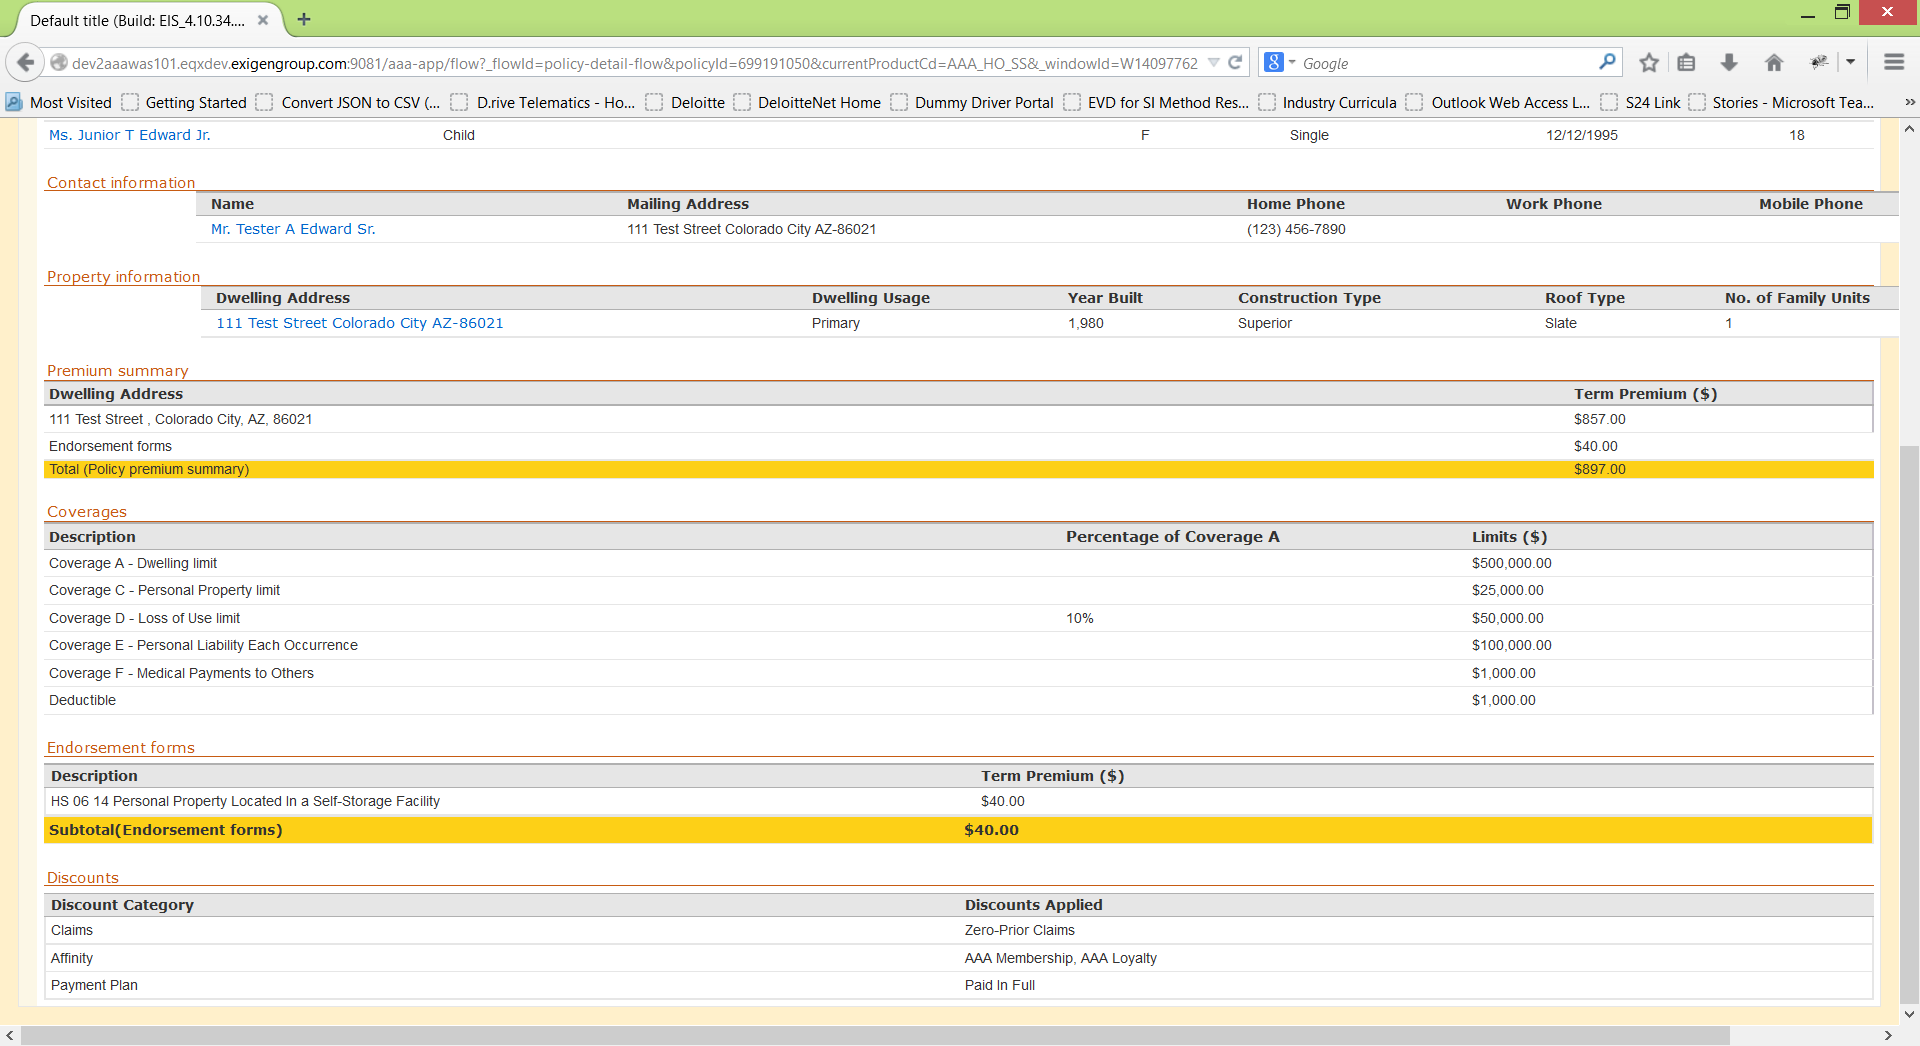 Default title (Build: EIS_4.10.34....
dev2aaawas101.eqxdev.exigengroup.com:9081/aaa-app/flow?_flowId=policy-detail-flow&policyId=699191050&currentProductCd=AAA_HO_SS&_windowId=W14097762 Google
Most Visited Getting Started Convert JSON to CSV (... D.rive Telematics - Ho... Deloitte DeloitteNet Home Dummy Driver Portal EVD for SI Method Res... Industry Curricula Outlook Web Access L... S24 Link Stories - Microsoft Tea...
Ms. Junior T Edward Jr. Child F Single 12/12/1995 18
Contact information
Name Mailing Address Home Phone Work Phone Mobile Phone
Mr. Tester A Edward Sr. 111 Test Street Colorado City AZ-86021 (123) 456-7890
Property information
Dwelling Address Dwelling Usage Year Built Construction Type Roof Type No. of Family Units
111 Test Street Colorado City AZ-86021 Primary 1,980 Superior Slate 1
Premium summary
Dwelling Address Term Premium ($)
111 Test Street , Colorado City, AZ, 86021 $857.00
Endorsement forms $40.00
Total (Policy premium summary) $897.00
Coverages
Description Percentage of Coverage A Limits ($)
Coverage A - Dwelling limit $500,000.00
Coverage C - Personal Property limit $25,000.00
Coverage D - Loss of Use limit 10% $50,000.00
Coverage E - Personal Liability Each Occurrence $100,000.00
Coverage F - Medical Payments to Others $1,000.00
Deductible $1,000.00
Endorsement forms
Description Term Premium ($)
HS 06 14 Personal Property Located In a Self-Storage Facility $40.00
Subtotal(Endorsement forms) $40.00
Discounts
Discount Category Discounts Applied
Claims Zero-Prior Claims
Affinity AAA Membership, AAA Loyalty
Payment Plan Paid In Full